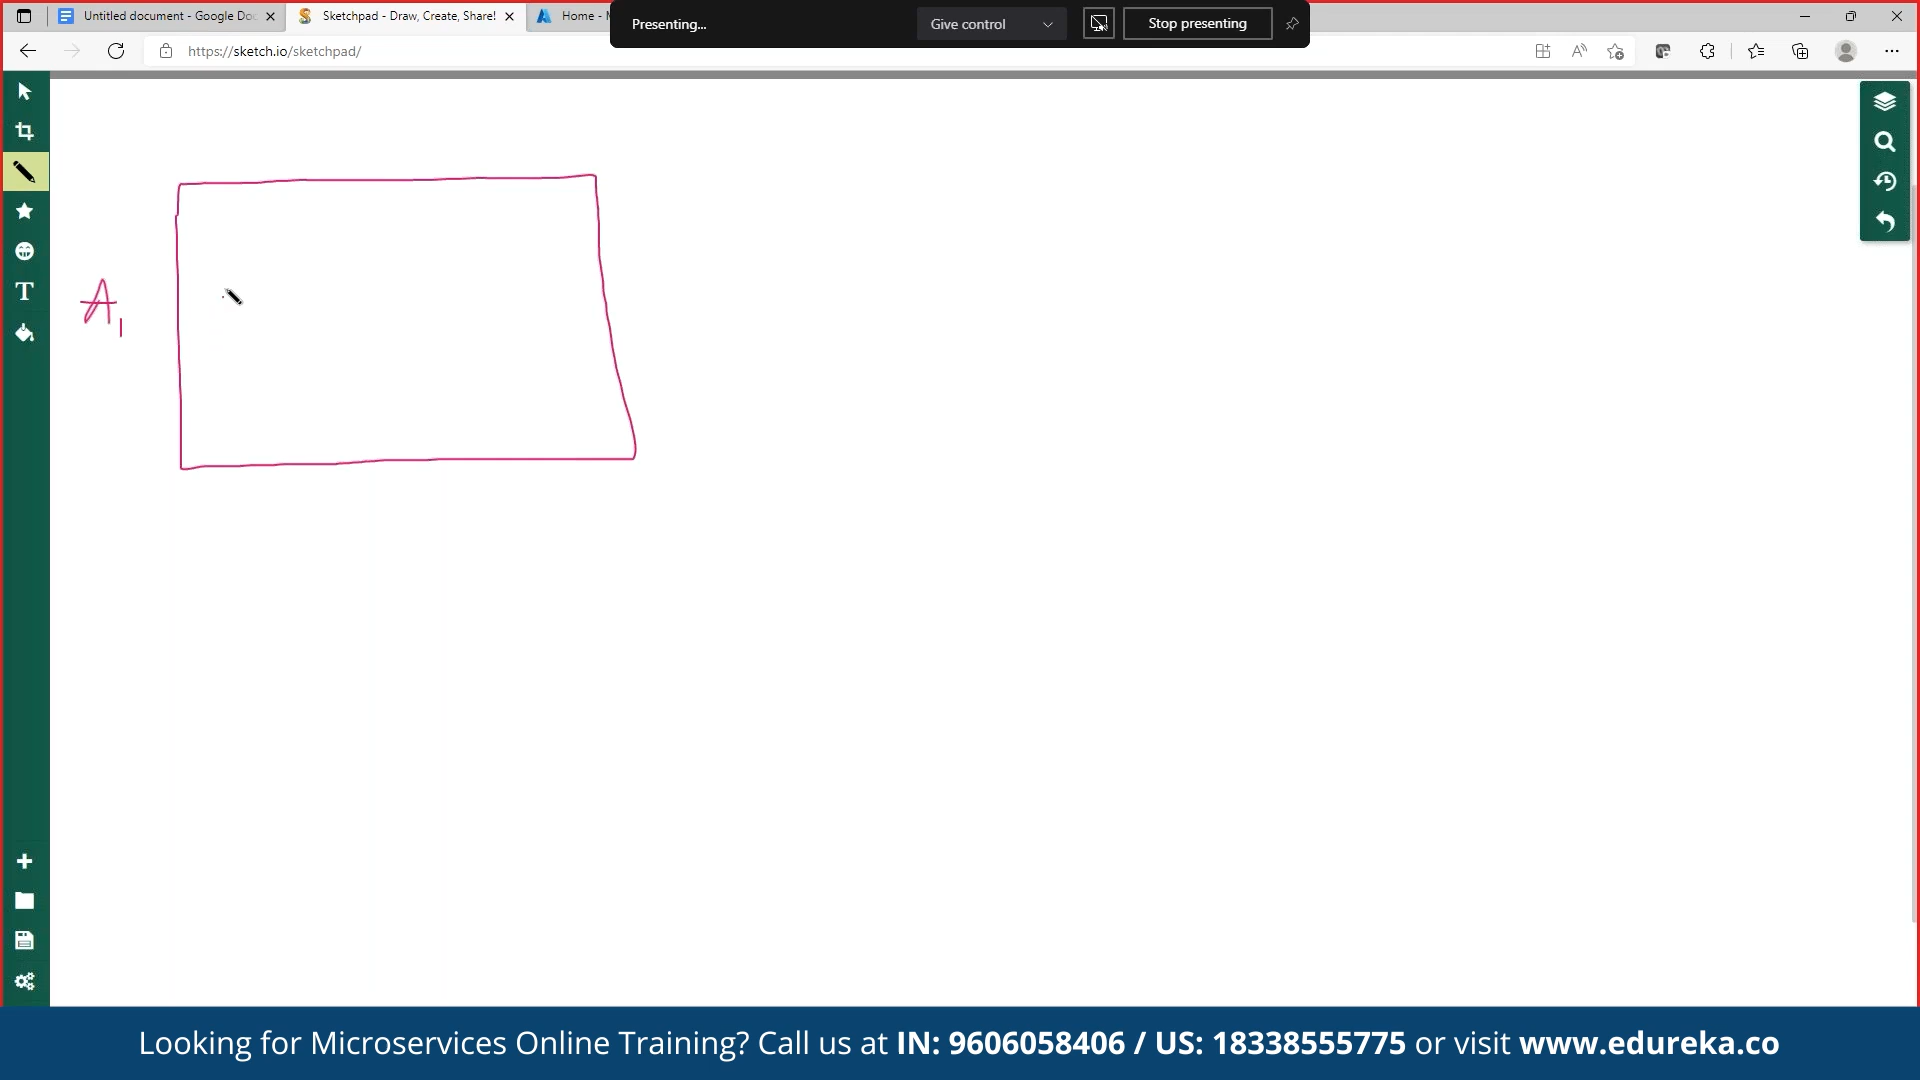 Untitled document - Google Doc
Sketchpad - Draw, Create, Share!
Home -
Presenting...
Give control
Stop presenting
https://sketch.io/sketchpad/
T
A1
Looking for Microservices Online Training? Call us at IN: 9606058406 / US: 18338555775 or visit www.edureka.co